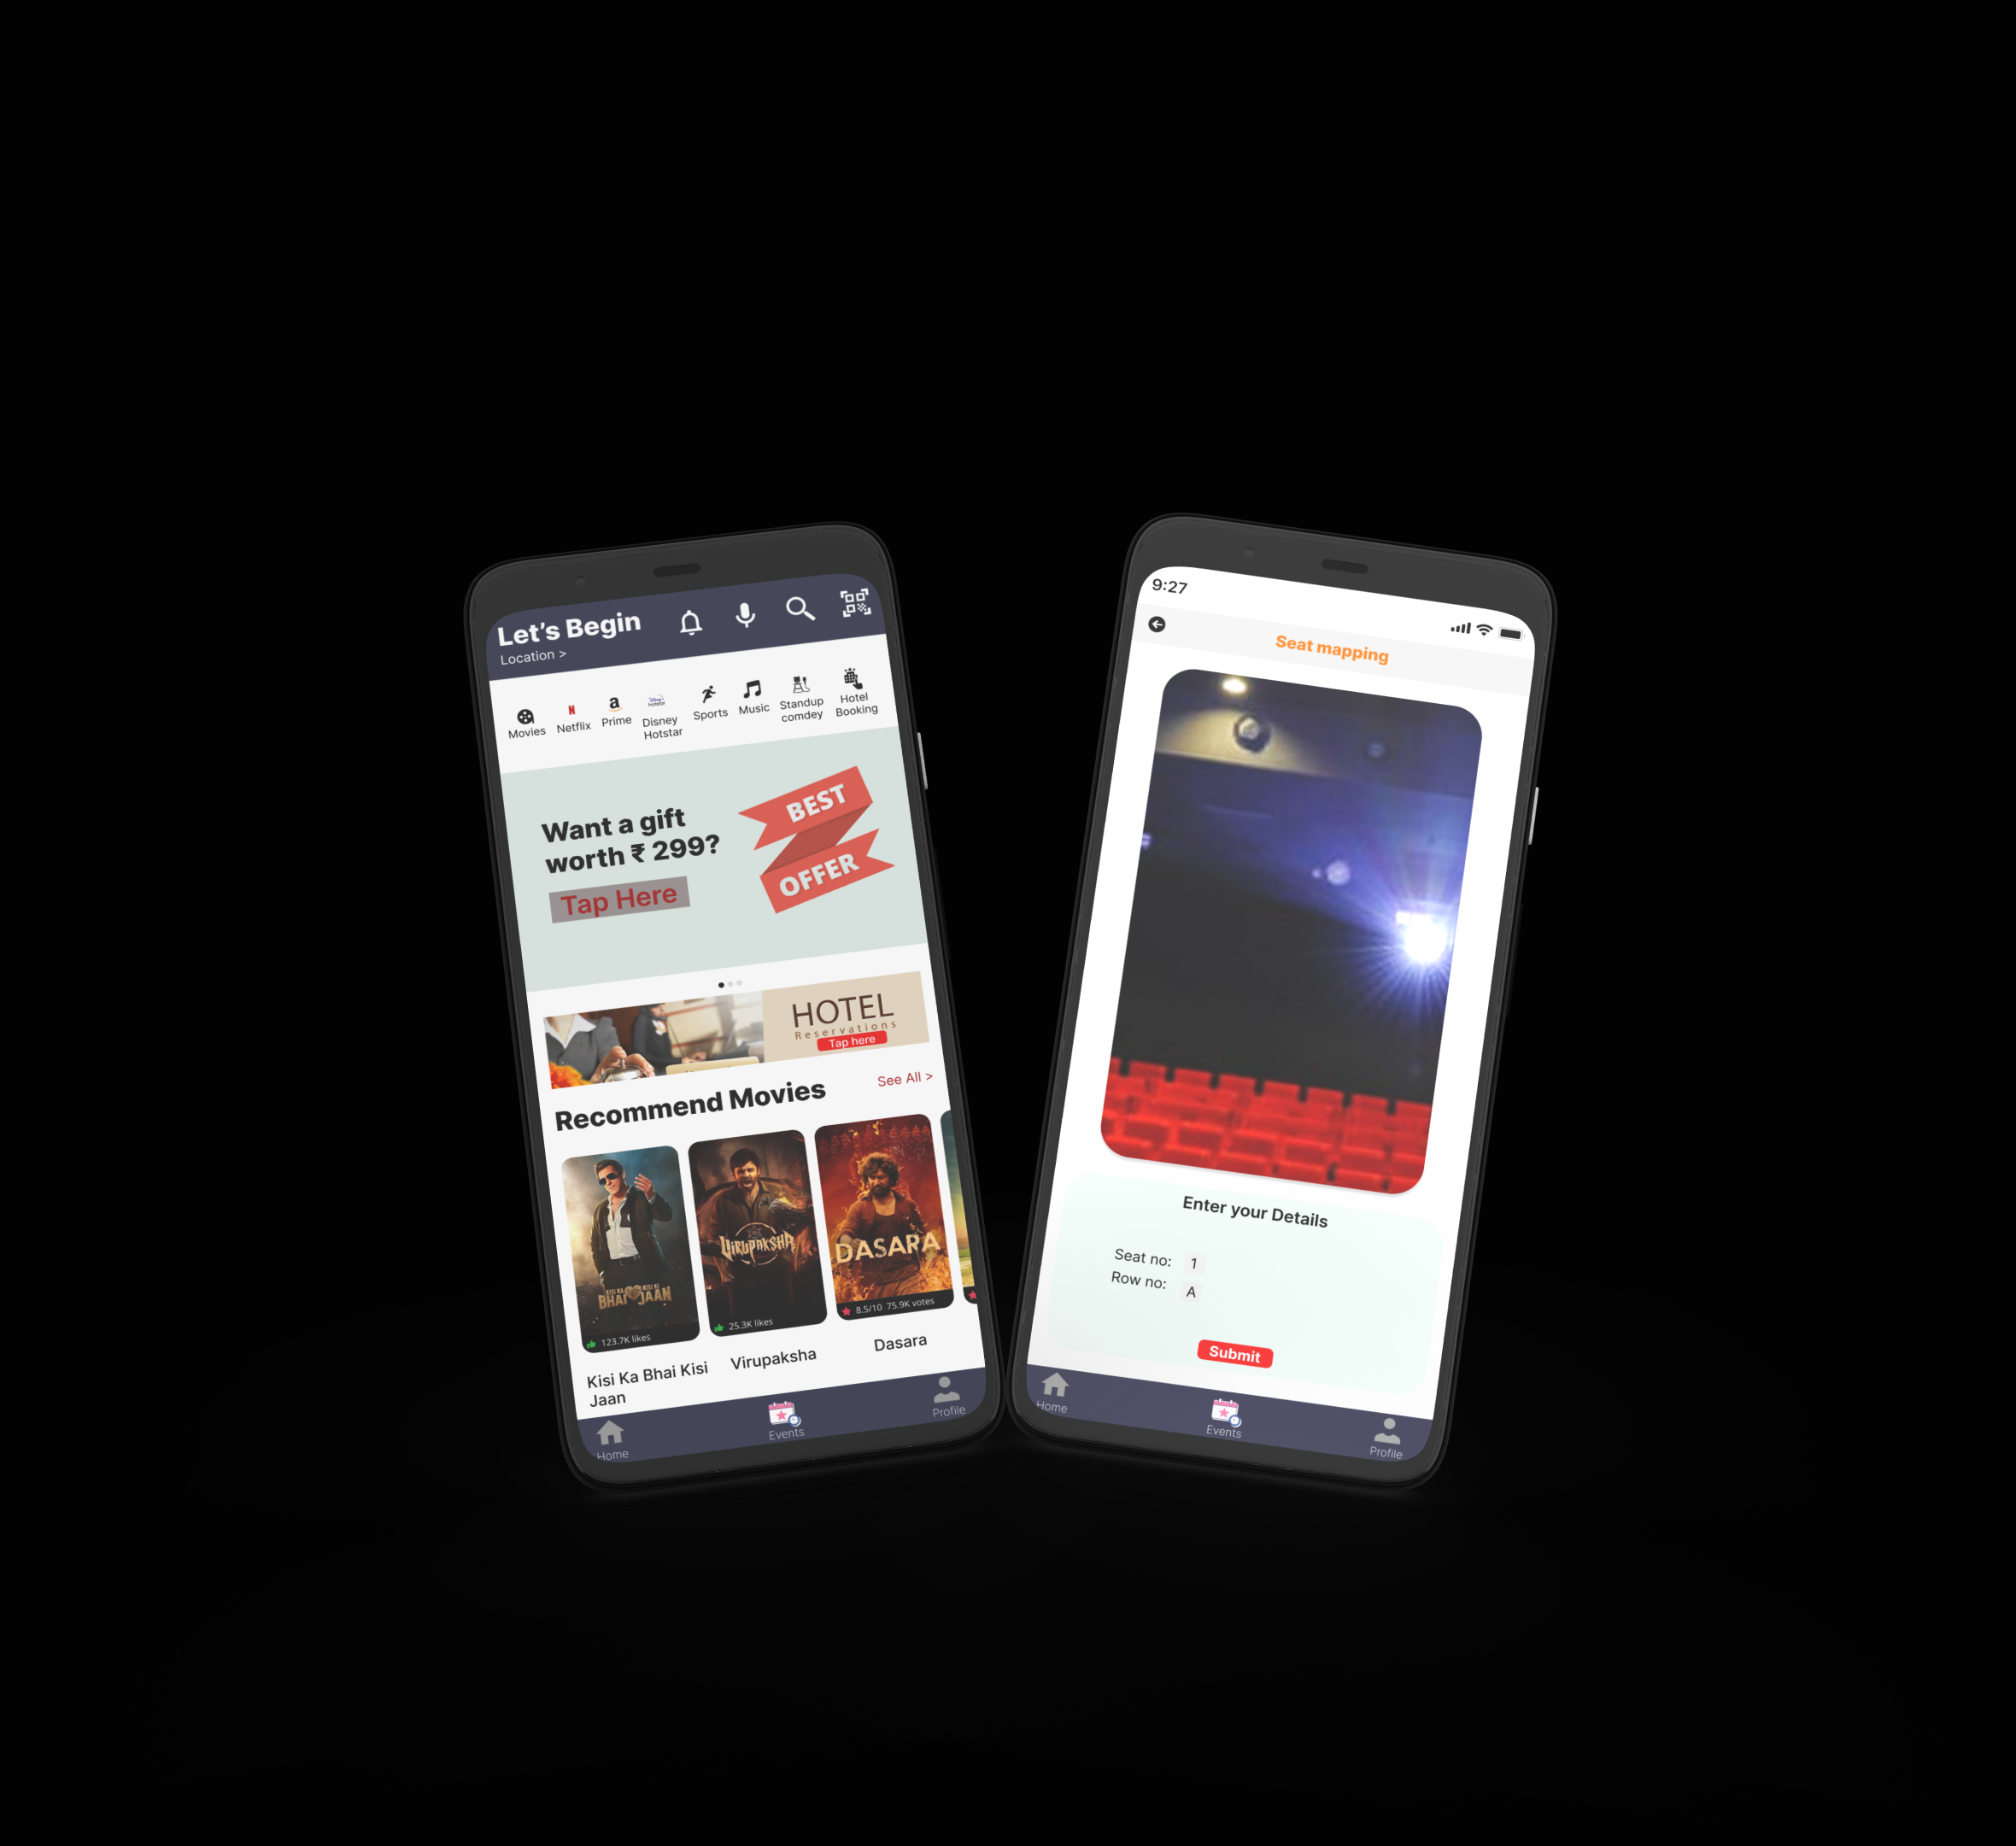 Let's Begin
Location >
Movies
Netflix
Prime
Disney
Hotstar
Sports
Music
Standup
comdey
Hotel
Booking
Want a gift
worth ₹ 299?
Tap Here
BEST
OFFER
HOTEL
Reservations
Tap here
Recommend Movies
See All >
KISI KA KISI KI
BHAI JAAN
123.7K likes
VIRUPAKSHA
25.3K likes
DASARA
8.5/10 75.9K votes
Kisi Ka Bhai Kisi
Jaan
Virupaksha
Dasara
Home
Events
Profile
9:27
Seat mapping
Enter your Details
Seat no: 1
Row no: A
Submit
Home
Events
Profile